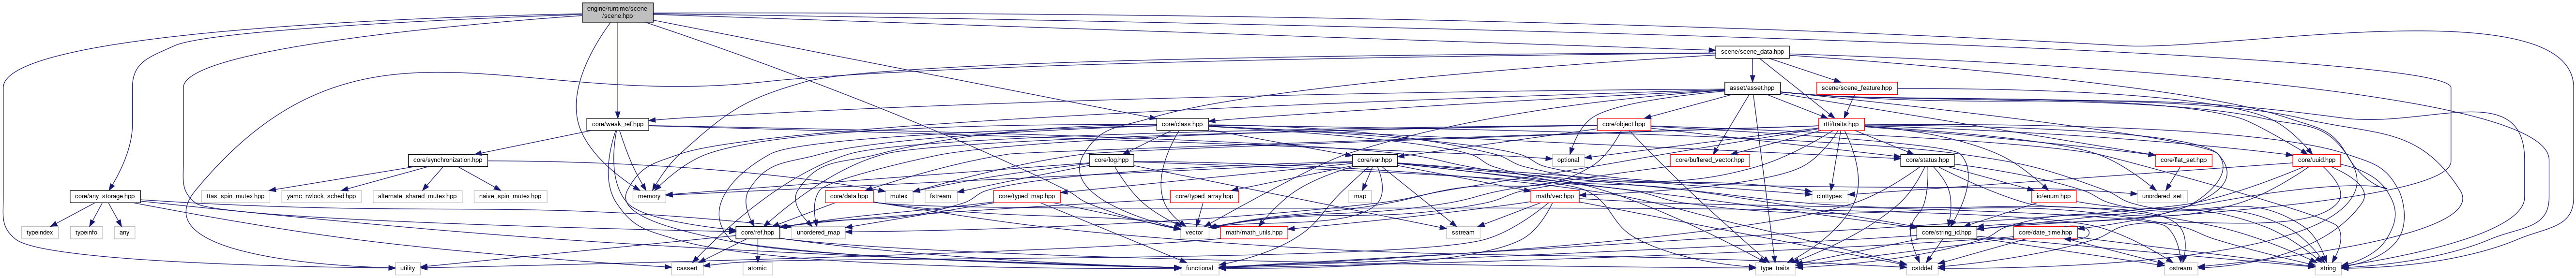 engine/runtime/scene
/scene.hpp
scene/scene_data.hpp
asset/asset.hpp
scene/scene_feature.hpp
core/weak_ref.hpp
core/class.hpp
core/object.hpp
rtti/traits.hpp
core/synchronization.hpp
core/log.hpp
core/var.hpp
optional
core/buffered_vector.hpp
core/status.hpp
core/flat_set.hpp
core/uuid.hpp
core/any_storage.hpp
ttas_spin_mutex.hpp
yamc_rwlock_sched.hpp
alternate_shared_mutex.hpp
naive_spin_mutex.hpp
memory
core/data.hpp
mutex
fstream
core/typed_map.hpp
core/typed_array.hpp
map
math/vec.hpp
cinttypes
io/enum.hpp
unordered_set
typeindex
typeinfo
any
core/ref.hpp
unordered_map
vector
math/math_utils.hpp
sstream
core/string_id.hpp
core/date_time.hpp
utility
cassert
atomic
functional
type_traits
cstddef
ostream
string